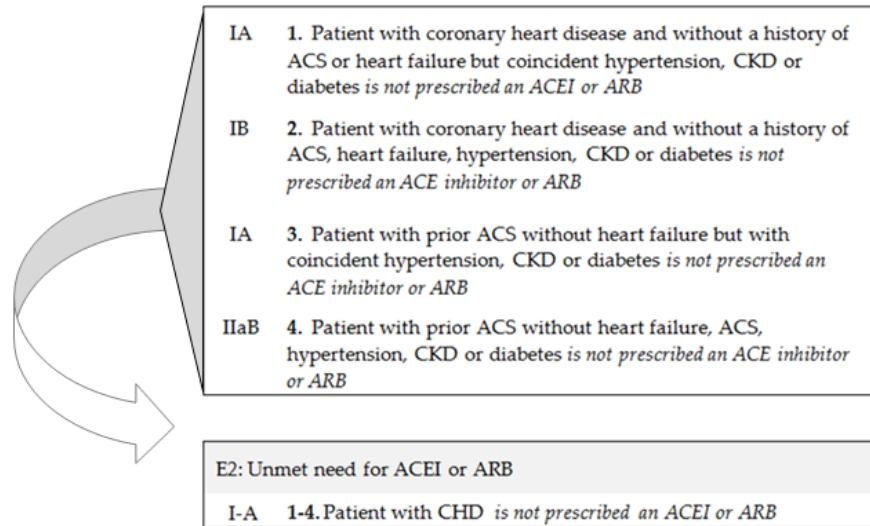 IA 1. Patient with coronary heart disease and without a history of
ACS or heart failure but coincident hypertension, CKD or
diabetes is not prescribed an ACEI or ARB
IB 2. Patient with coronary heart disease and without a history of
ACS, heart failure, hypertension, CKD or diabetes is not
prescribed an ACE inhibitor or ARB
IA 3. Patient with prior ACS without heart failure but with
coincident hypertension, CKD or diabetes is not prescribed an
ACE inhibitor or ARB
IIaB 4. Patient with prior ACS without heart failure, ACS,
hypertension, CKD or diabetes is not prescribed an ACE inhibitor
or ARB
E2: Unmet need for ACEI or ARB
I-A 1-4. Patient with CHD is not prescribed an ACEI or ARB